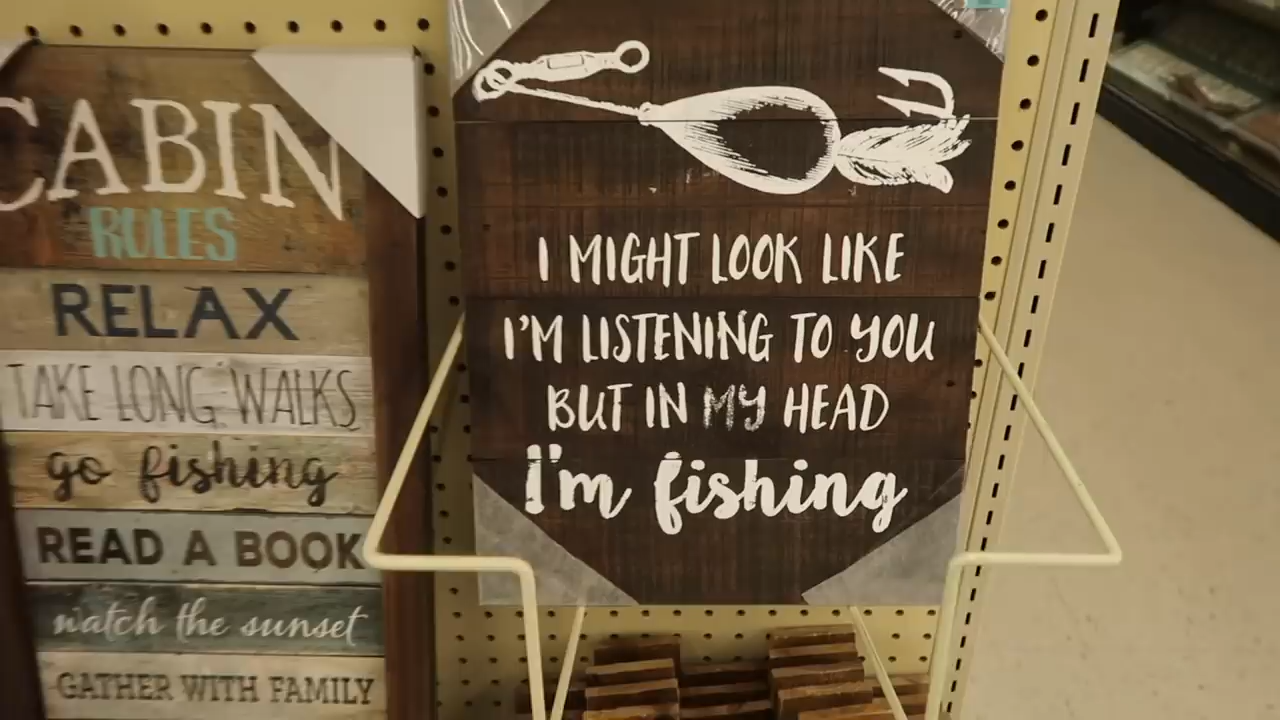 CABIN
RULES
RELAX
TAKE LONG WALKS
go fishing
READ A BOOK
watch the sunset
GATHER WITH FAMILY
I MIGHT LOOK LIKE
I'M LISTENING TO YOU
BUT IN MY HEAD
I'm fishing